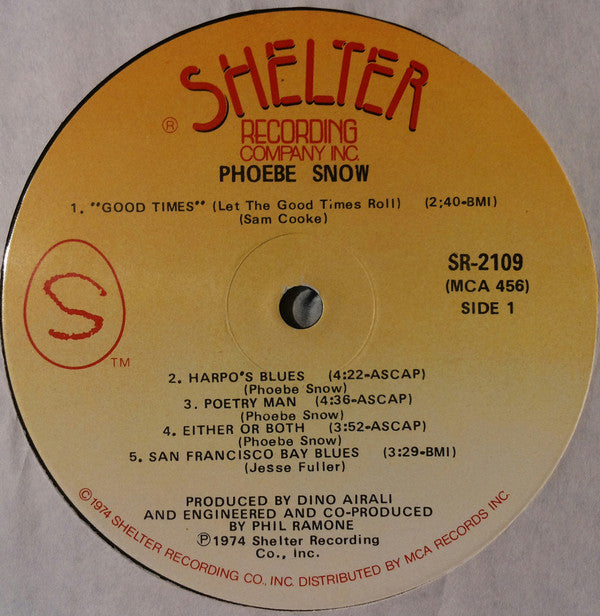 SHELTER
®
RECORDING
COMPANY INC.
PHOEBE SNOW
1. "GOOD TIMES" (Let The Good Times Roll) (2;40-BMI)
(Sam Cooke)
S
TM
SR-2109
(MCA 456)
SIDE 1
2. HARPO'S BLUES (4:22-ASCAP)
(Phoebe Snow)
3. POETRY MAN (4:36-ASCAP)
(Phoebe Snow)
4. EITHER OR BOTH (3:52-ASCAP)
(Phoebe Snow)
5. SAN FRANCISCO BAY BLUES (3:29-BMI)
(Jesse Fuller)
PRODUCED BY DINO AIRALI
AND ENGINEERED AND CO-PRODUCED
BY PHIL RAMONE
℗1974 Shelter Recording
Co., Inc.
©1974 SHELTER RECORDING CO., INC. DISTRIBUTED BY MCA RECORDS INC.